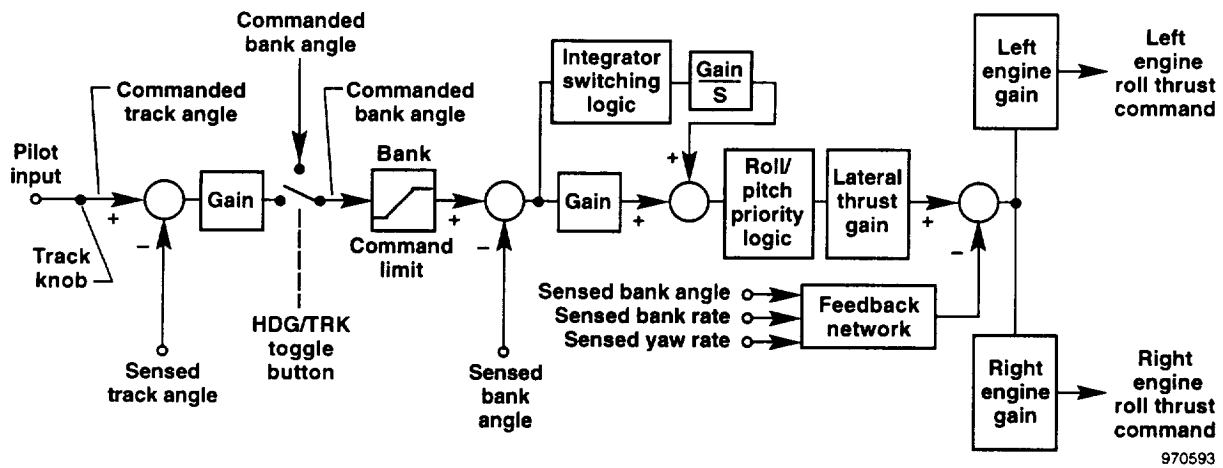 Commanded
bank angle
Commanded
track angle
Commanded
bank angle
Pilot
input
+
−
Track
knob
Sensed
track angle
Gain
HDG/TRK
toggle
button
Bank
Command
limit
+
−
Sensed
bank
angle
Integrator
switching
logic
Gain
S
Gain
+
+
Roll/
pitch
priority
logic
Lateral
thrust
gain
+
−
Sensed bank angle
Sensed bank rate
Sensed yaw rate
Feedback
network
Left
engine
gain
Left
engine
roll thrust
command
Right
engine
gain
Right
engine
roll thrust
command
970593